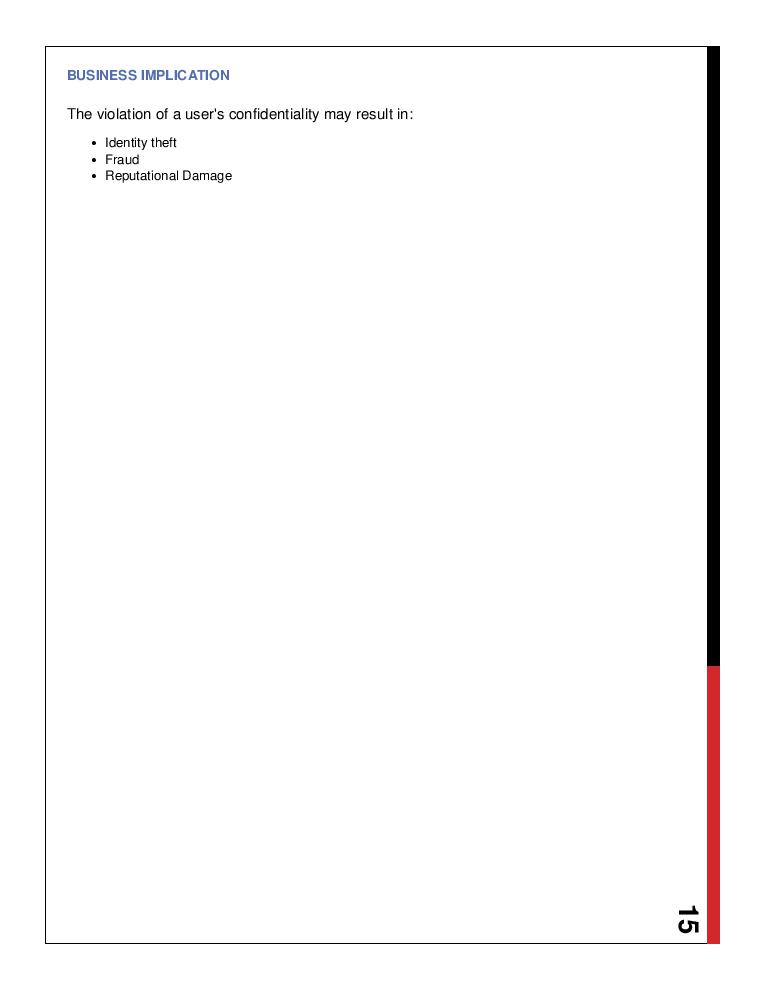 BUSINESS IMPLICATION
The violation of a user's confidentiality may result in:
• Identity theft
• Fraud
• Reputational Damage
15